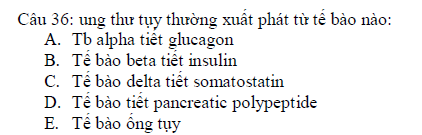 Câu 36: ung thư tụy thường xuất phát từ tế bào nào:
A. Tb alpha tiết glucagon
B. Tế bào beta tiết insulin
C. Tế bào delta tiết somatostatin
D. Tế bào tiết pancreatic polypeptide
E. Tế bào ống tụy